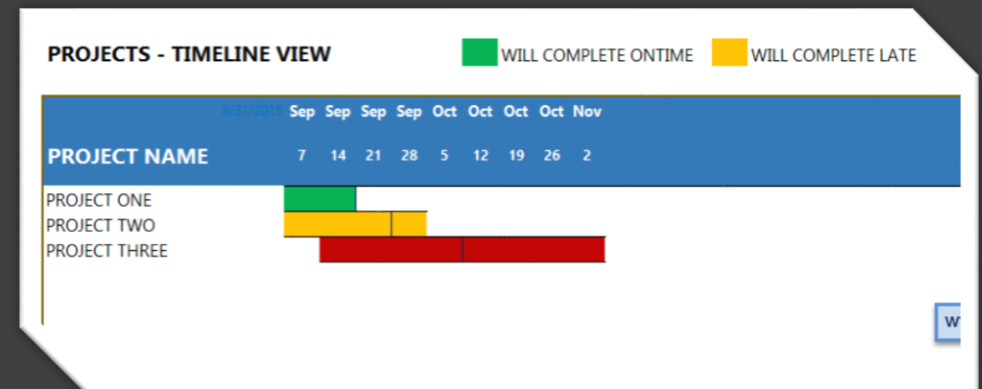 PROJECTS - TIMELINE VIEW
WILL COMPLETE ONTIME
WILL COMPLETE LATE
8/31/2015 Sep Sep Sep Sep Oct Oct Oct Oct Nov
PROJECT NAME 7 14 21 28 5 12 19 26 2
PROJECT ONE
PROJECT TWO
PROJECT THREE
W